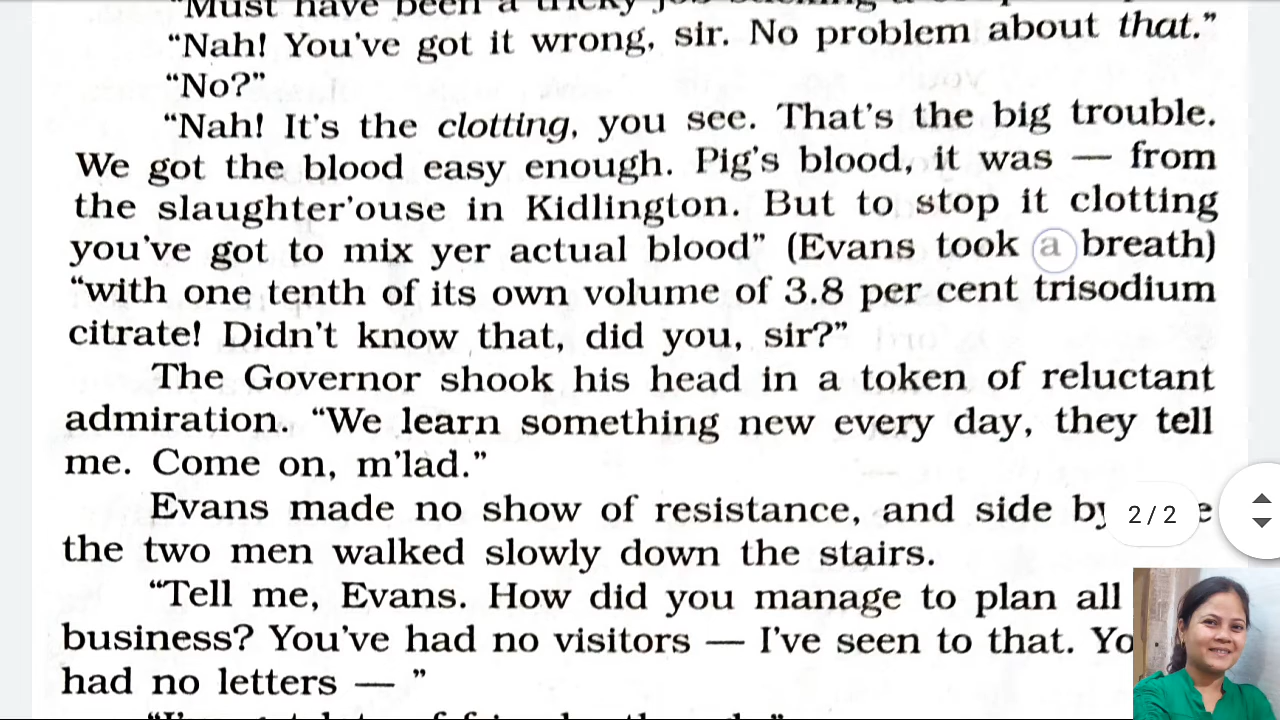 "Must have been a tricky
"Nah! You've got it wrong, sir. No problem about that."
"No?"
"Nah! It's the clotting, you see. That's the big trouble.
We got the blood easy enough. Pig's blood, it was — from
the slaughter'ouse in Kidlington. But to stop it clotting
you've got to mix yer actual blood" (Evans took a breath)
"with one tenth of its own volume of 3.8 per cent trisodium
citrate! Didn't know that, did you, sir?"
The Governor shook his head in a token of reluctant
admiration. "We learn something new every day, they tell
me. Come on, m'lad."
Evans made no show of resistance, and side
2 / 2
the two men walked slowly down the stairs.
"Tell me, Evans. How did you manage to plan all
business? You've had no visitors — I've seen to that.
had no letters — "